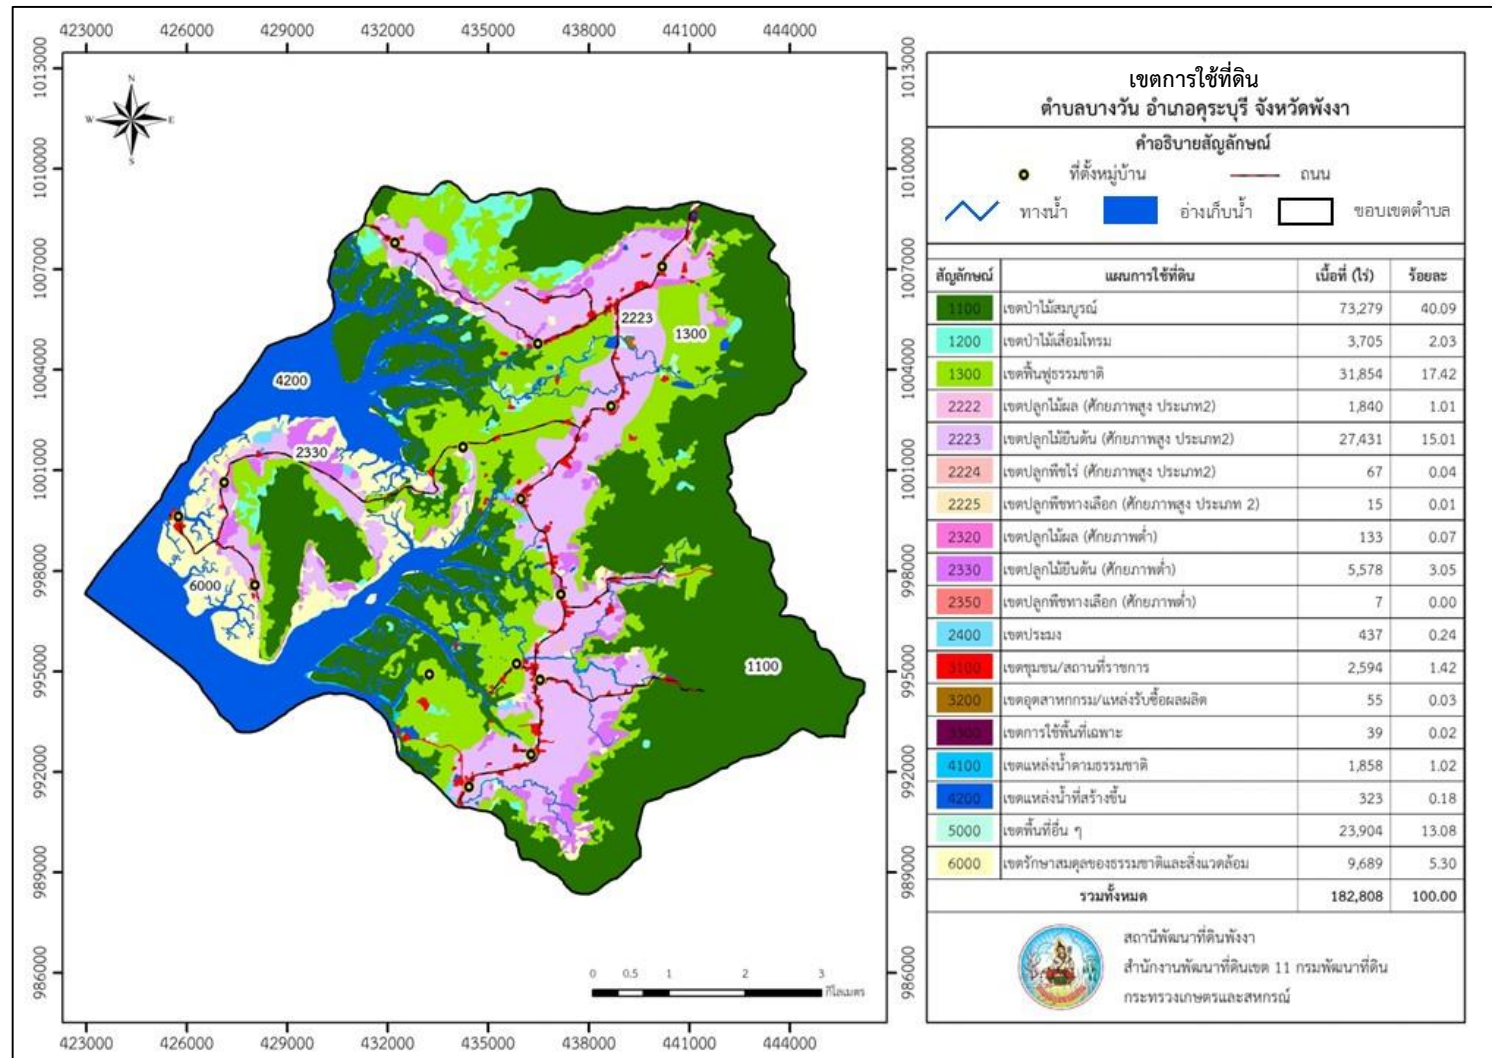 423000 426000 429000 432000 435000 438000 441000 444000
1013000
1010000
1007000
1004000
1001000
998000
995000
992000
989000
986000
N
W E
S
2223
1300
4200
2330
6000
1100
0 0.5 1 2 3
กิโลเมตร
1013000
1010000
1007000
1004000
1001000
998000
995000
992000
989000
986000
423000 426000 429000 432000 435000 438000 441000 444000
เขตการใช้ที่ดิน
ตำบลบางวัน อำเภอคุระบุรี จังหวัดพังงา
คำอธิบายสัญลักษณ์
ที่ตั้งหมู่บ้าน ถนน
ทางน้ำ อ่างเก็บน้ำ ขอบเขตตำบล
สัญลักษณ์ แผนการใช้ที่ดิน เนื้อที่ (ไร่) ร้อยละ
1100 เขตป่าไม้สมบูรณ์ 73,279 40.09
1200 เขตป่าไม้เสื่อมโทรม 3,705 2.03
1300 เขตฟื้นฟูธรรมชาติ 31,854 17.42
2222 เขตปลูกไม้ผล (ศักยภาพสูง ประเภท2) 1,840 1.01
2223 เขตปลูกไม้ยืนต้น (ศักยภาพสูง ประเภท2) 27,431 15.01
2224 เขตปลูกพืชไร่ (ศักยภาพสูง ประเภท2) 67 0.04
2225 เขตปลูกพืชทางเลือก (ศักยภาพสูง ประเภท 2) 15 0.01
2320 เขตปลูกไม้ผล (ศักยภาพต่ำ) 133 0.07
2330 เขตปลูกไม้ยืนต้น (ศักยภาพต่ำ) 5,578 3.05
2350 เขตปลูกพืชทางเลือก (ศักยภาพต่ำ) 7 0.00
2400 เขตประมง 437 0.24
3100 เขตชุมชน/สถานที่ราชการ 2,594 1.42
3200 เขตอุตสาหกกรม/แหล่งรับซื้อผลผลิต 55 0.03
3300 เขตการใช้พื้นที่เฉพาะ 39 0.02
4100 เขตแหล่งน้ำตามธรรมชาติ 1,858 1.02
4200 เขตแหล่งน้ำที่สร้างขึ้น 323 0.18
5000 เขตพื้นที่อื่น ๆ 23,904 13.08
6000 เขตรักษาสมดุลของธรรมชาติและสิ่งแวดล้อม 9,689 5.30
รวมทั้งหมด 182,808 100.00
สถานีพัฒนาที่ดินพังงา
สำนักงานพัฒนาที่ดินเขต 11 กรมพัฒนาที่ดิน
กระทรวงเกษตรและสหกรณ์